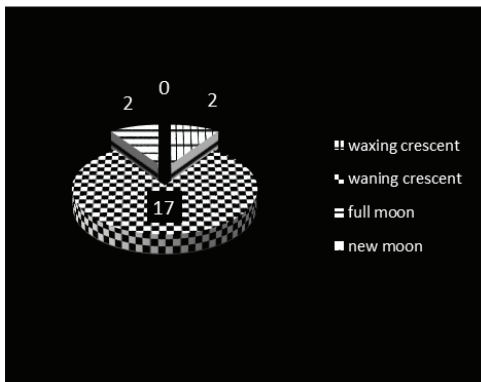 0
2
2
17
waxing crescent
waning crescent
full moon
new moon